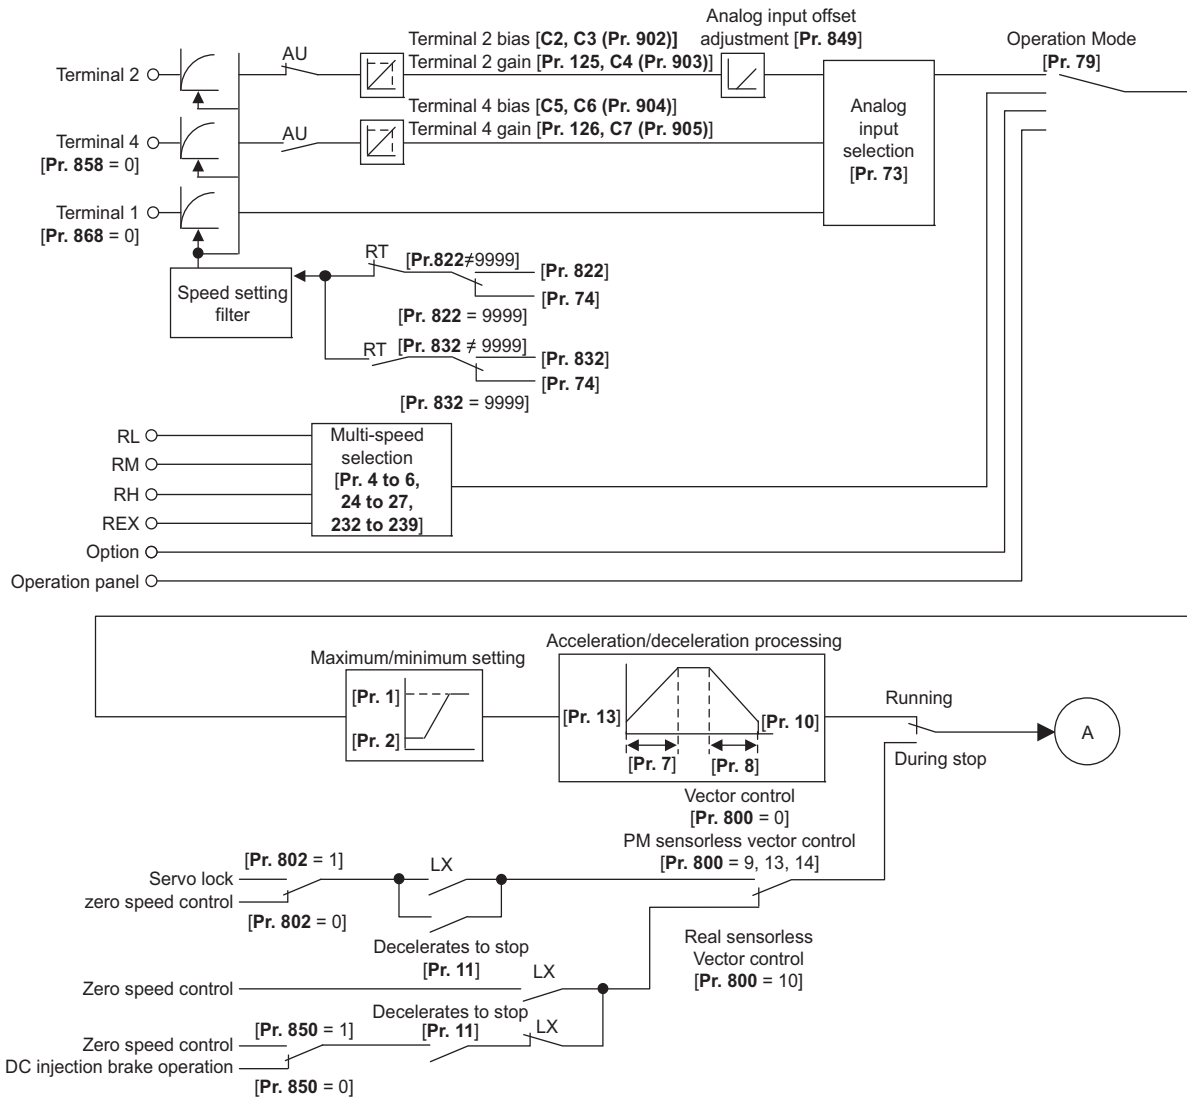 Analog input offset
adjustment [Pr. 849]
Terminal 2 bias [C2, C3 (Pr. 902)]
Terminal 2 gain [Pr. 125, C4 (Pr. 903)]
Operation Mode
[Pr. 79]
Terminal 2
AU
Terminal 4 bias [C5, C6 (Pr. 904)]
Terminal 4 gain [Pr. 126, C7 (Pr. 905)]
Analog
input
selection
[Pr. 73]
Terminal 4
[Pr. 858 = 0]
AU
Terminal 1
[Pr. 868 = 0]
Speed setting
filter
RT
[Pr.822≠9999]
[Pr. 822]
[Pr. 74]
[Pr. 822 = 9999]
RT
[Pr. 832 ≠ 9999]
[Pr. 832]
[Pr. 74]
[Pr. 832 = 9999]
RL
RM
RH
REX
Multi-speed
selection
[Pr. 4 to 6,
24 to 27,
232 to 239]
Option
Operation panel
Maximum/minimum setting
[Pr. 1]
[Pr. 2]
Acceleration/deceleration processing
[Pr. 13]
[Pr. 10]
[Pr. 7]
[Pr. 8]
Running
During stop
A
Vector control
[Pr. 800 = 0]
PM sensorless vector control
[Pr. 800 = 9, 13, 14]
[Pr. 802 = 1]
LX
Servo lock
zero speed control
[Pr. 802 = 0]
Decelerates to stop
[Pr. 11]
Real sensorless
Vector control
[Pr. 800 = 10]
Zero speed control
LX
Decelerates to stop
[Pr. 850 = 1]
[Pr. 11]
LX
Zero speed control
DC injection brake operation
[Pr. 850 = 0]